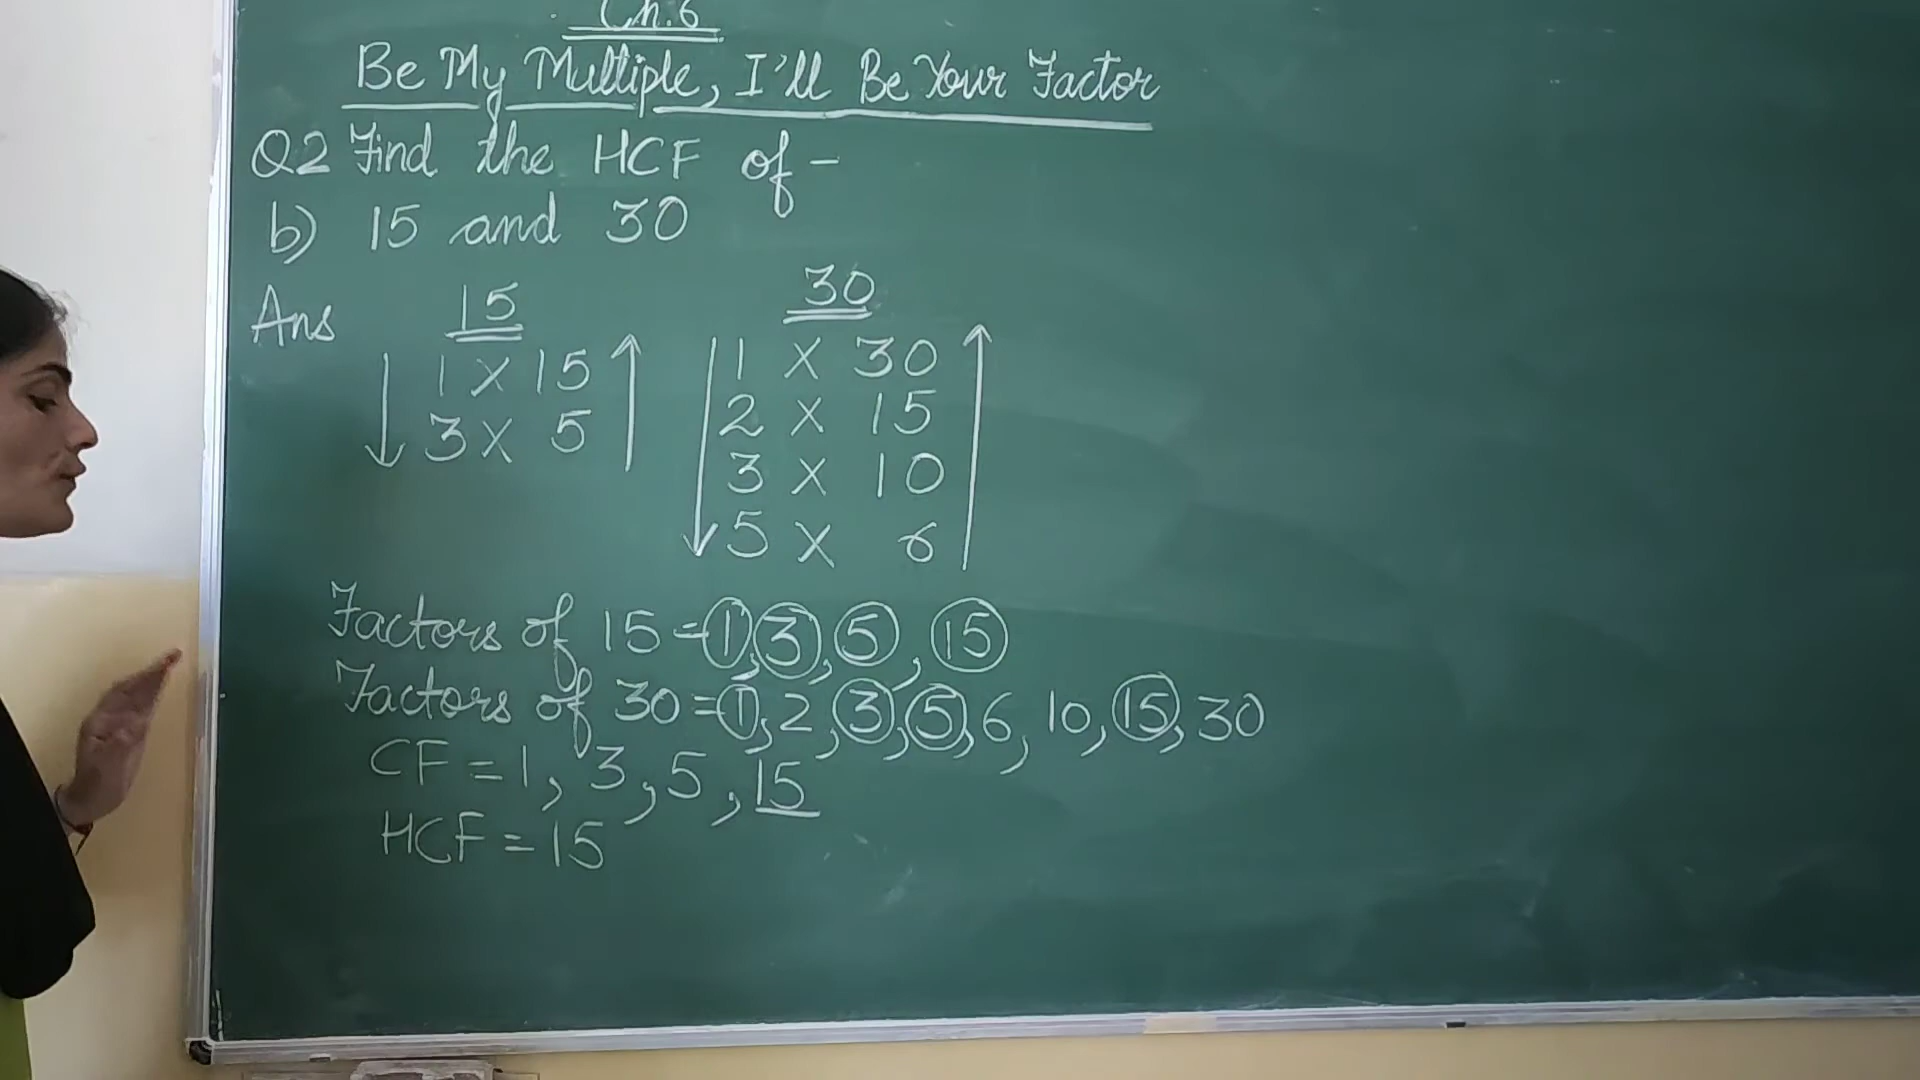 Ch.6
Be My Multiple, I'll Be Your Factor
Q2 Find the HCF of -
b) 15 and 30
Ans 15 30
1 X 15 1 X 30
3 X 5 2 X 15
3 X 10
5 X 6
Factors of 15 = 1, 3, 5, 15
Factors of 30 = 1, 2, 3, 5, 6, 10, 15, 30
CF = 1, 3, 5, 15
HCF = 15